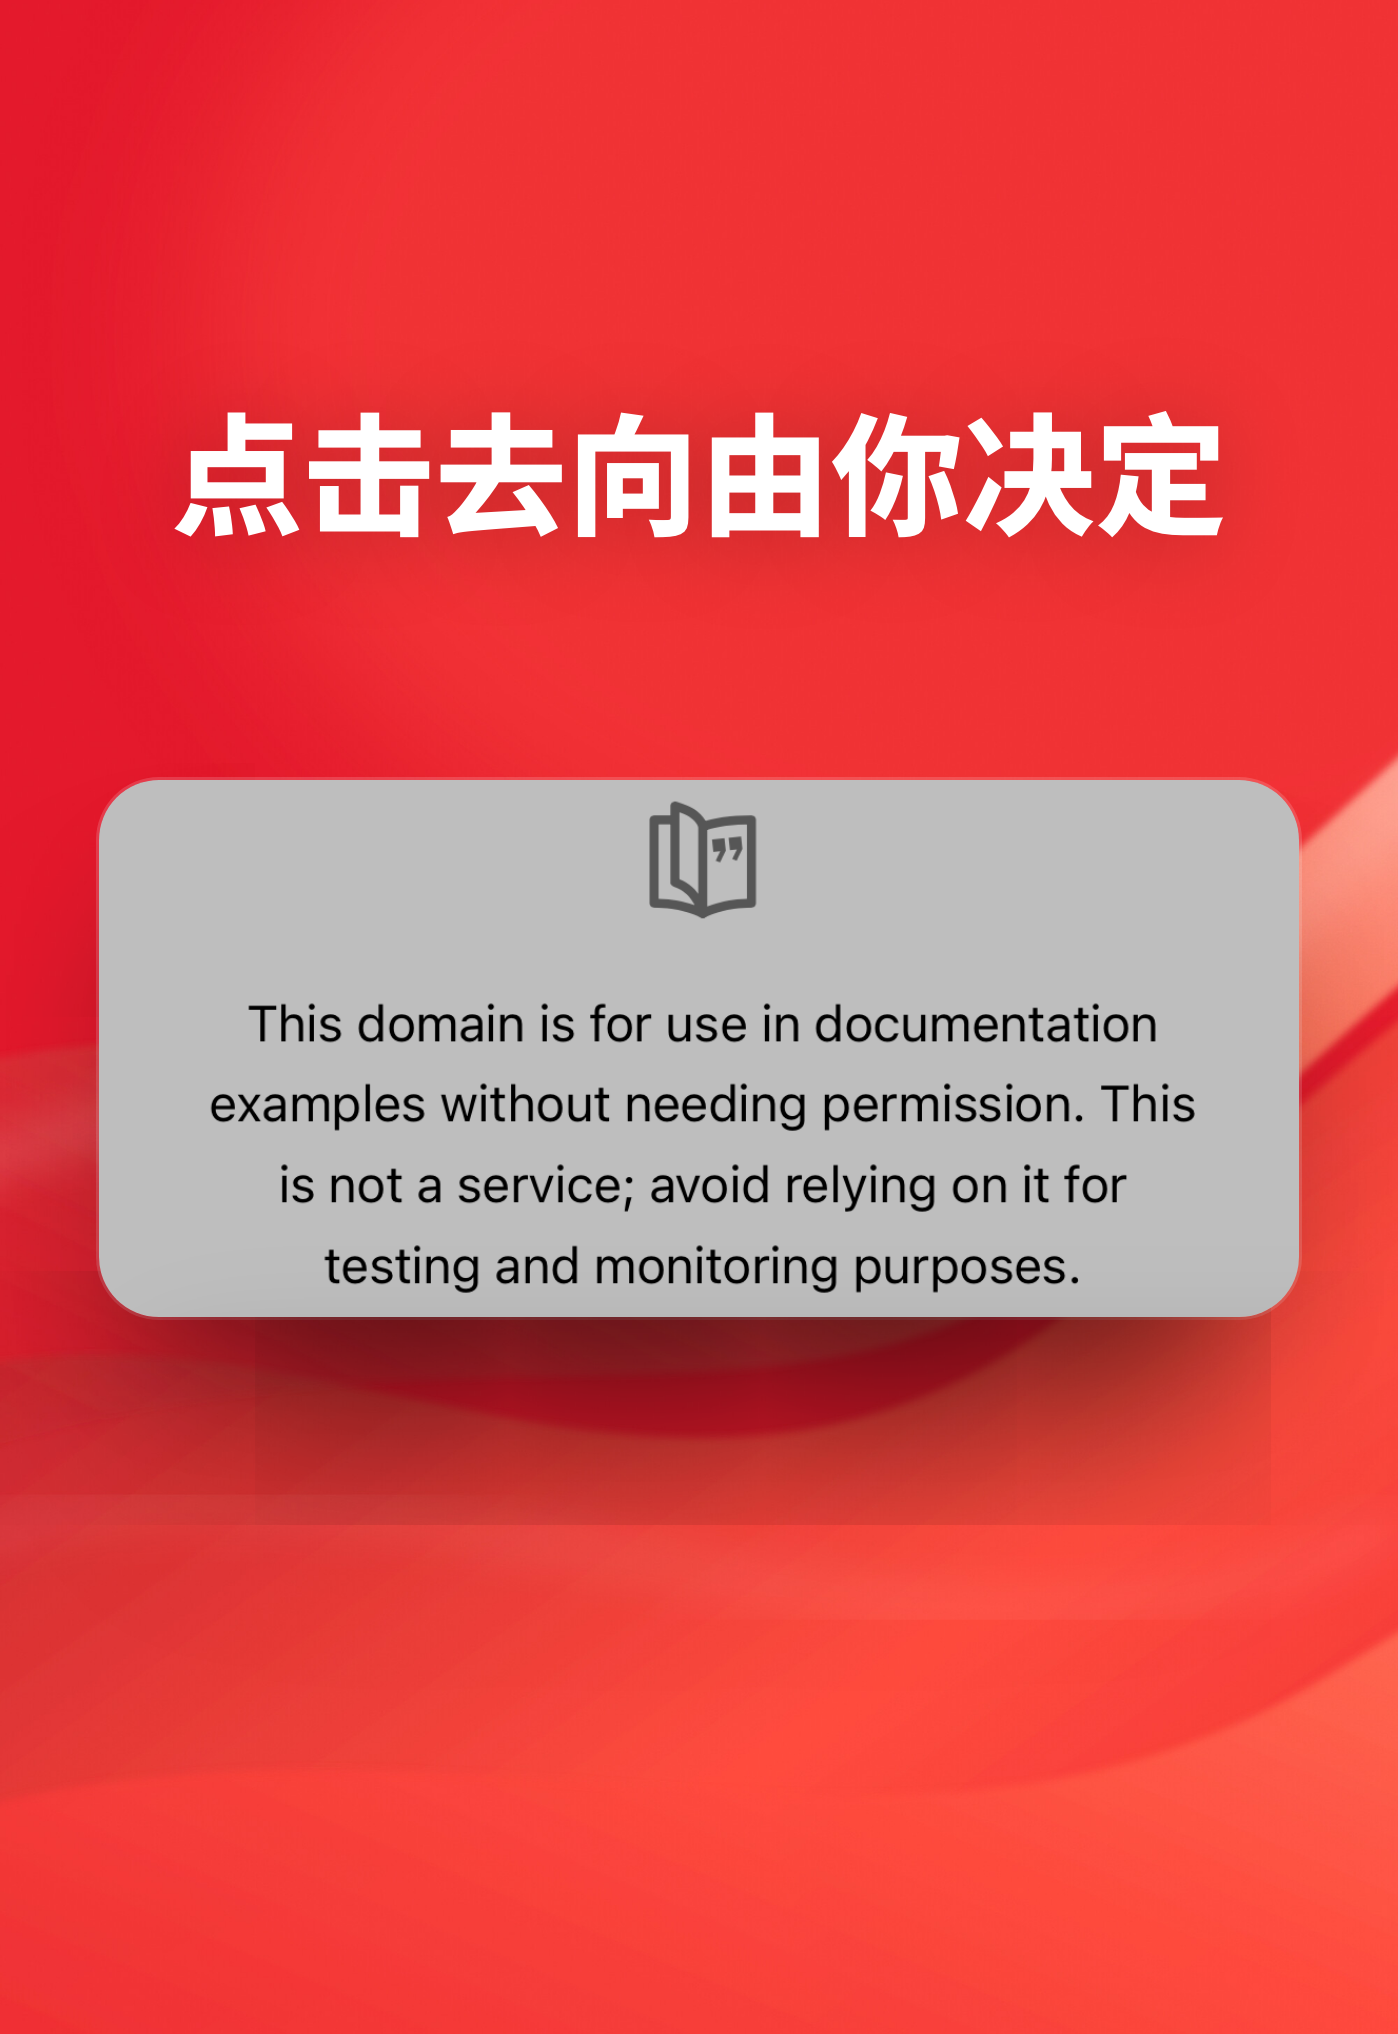 点击去向由你决定
This domain is for use in documentation
examples without needing permission. This
is not a service; avoid relying on it for
testing and monitoring purposes.